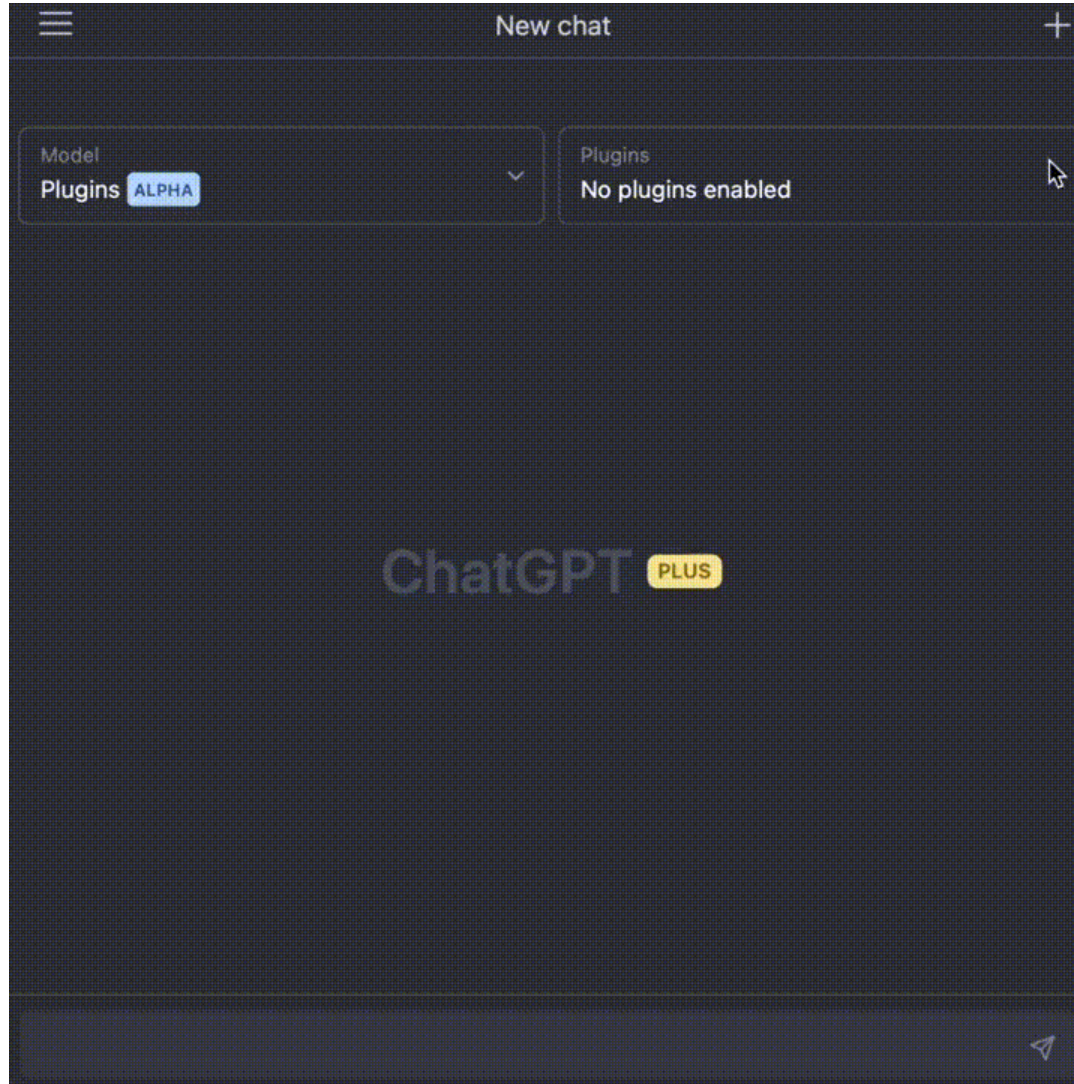 New chat
Model
Plugins ALPHA
Plugins
No plugins enabled
ChatGPT PLUS